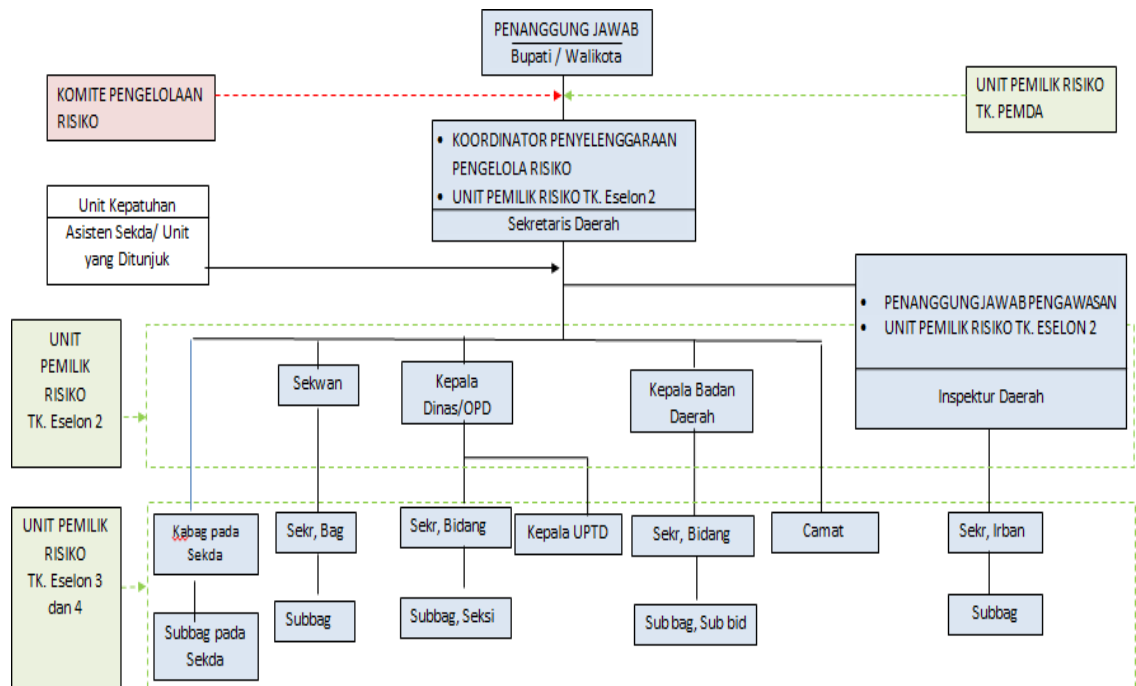 PENANGGUNG JAWAB
Bupati / Walikota
KOMITE PENGELOLAAN
RISIKO
UNIT PEMILIK RISIKO
TK. PEMDA
• KOORDINATOR PENYELENGGARAAN
PENGELOLA RISIKO
• UNIT PEMILIK RISIKO TK. Eselon 2
Sekretaris Daerah
Unit Kepatuhan
Asisten Sekda/ Unit
yang Ditunjuk
• PENANGGUNG JAWAB PENGAWASAN
• UNIT PEMILIK RISIKO TK. ESELON 2
Inspektur Daerah
UNIT
PEMILIK
RISIKO
TK. Eselon 2
Sekwan
Kepala
Dinas/OPD
Kepala Badan
Daerah
UNIT PEMILIK
RISIKO
TK. Eselon 3
dan 4
Kabag pada
Sekda
Sekr, Bag
Sekr, Bidang
Kepala UPTD
Sekr, Bidang
Camat
Sekr, Irban
Subbag pada
Sekda
Subbag
Subbag, Seksi
Subbag, Sub bid
Subbag